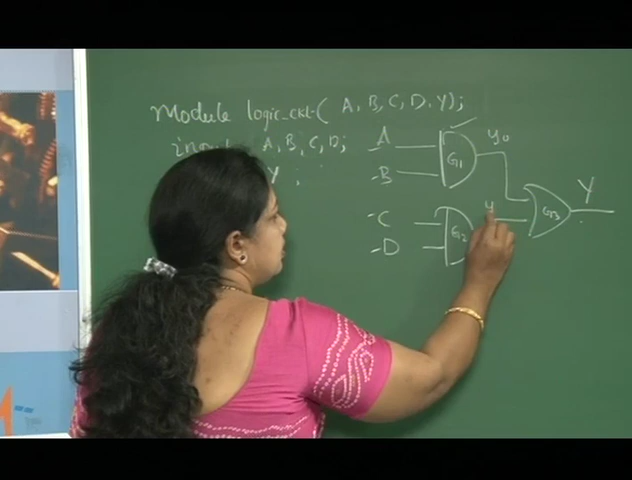 Module logic_ckt( A, B, C, D, Y);
A, B, C, D;
Y ;
A
B
C
D
G1
G2
G3
y0
y
Y